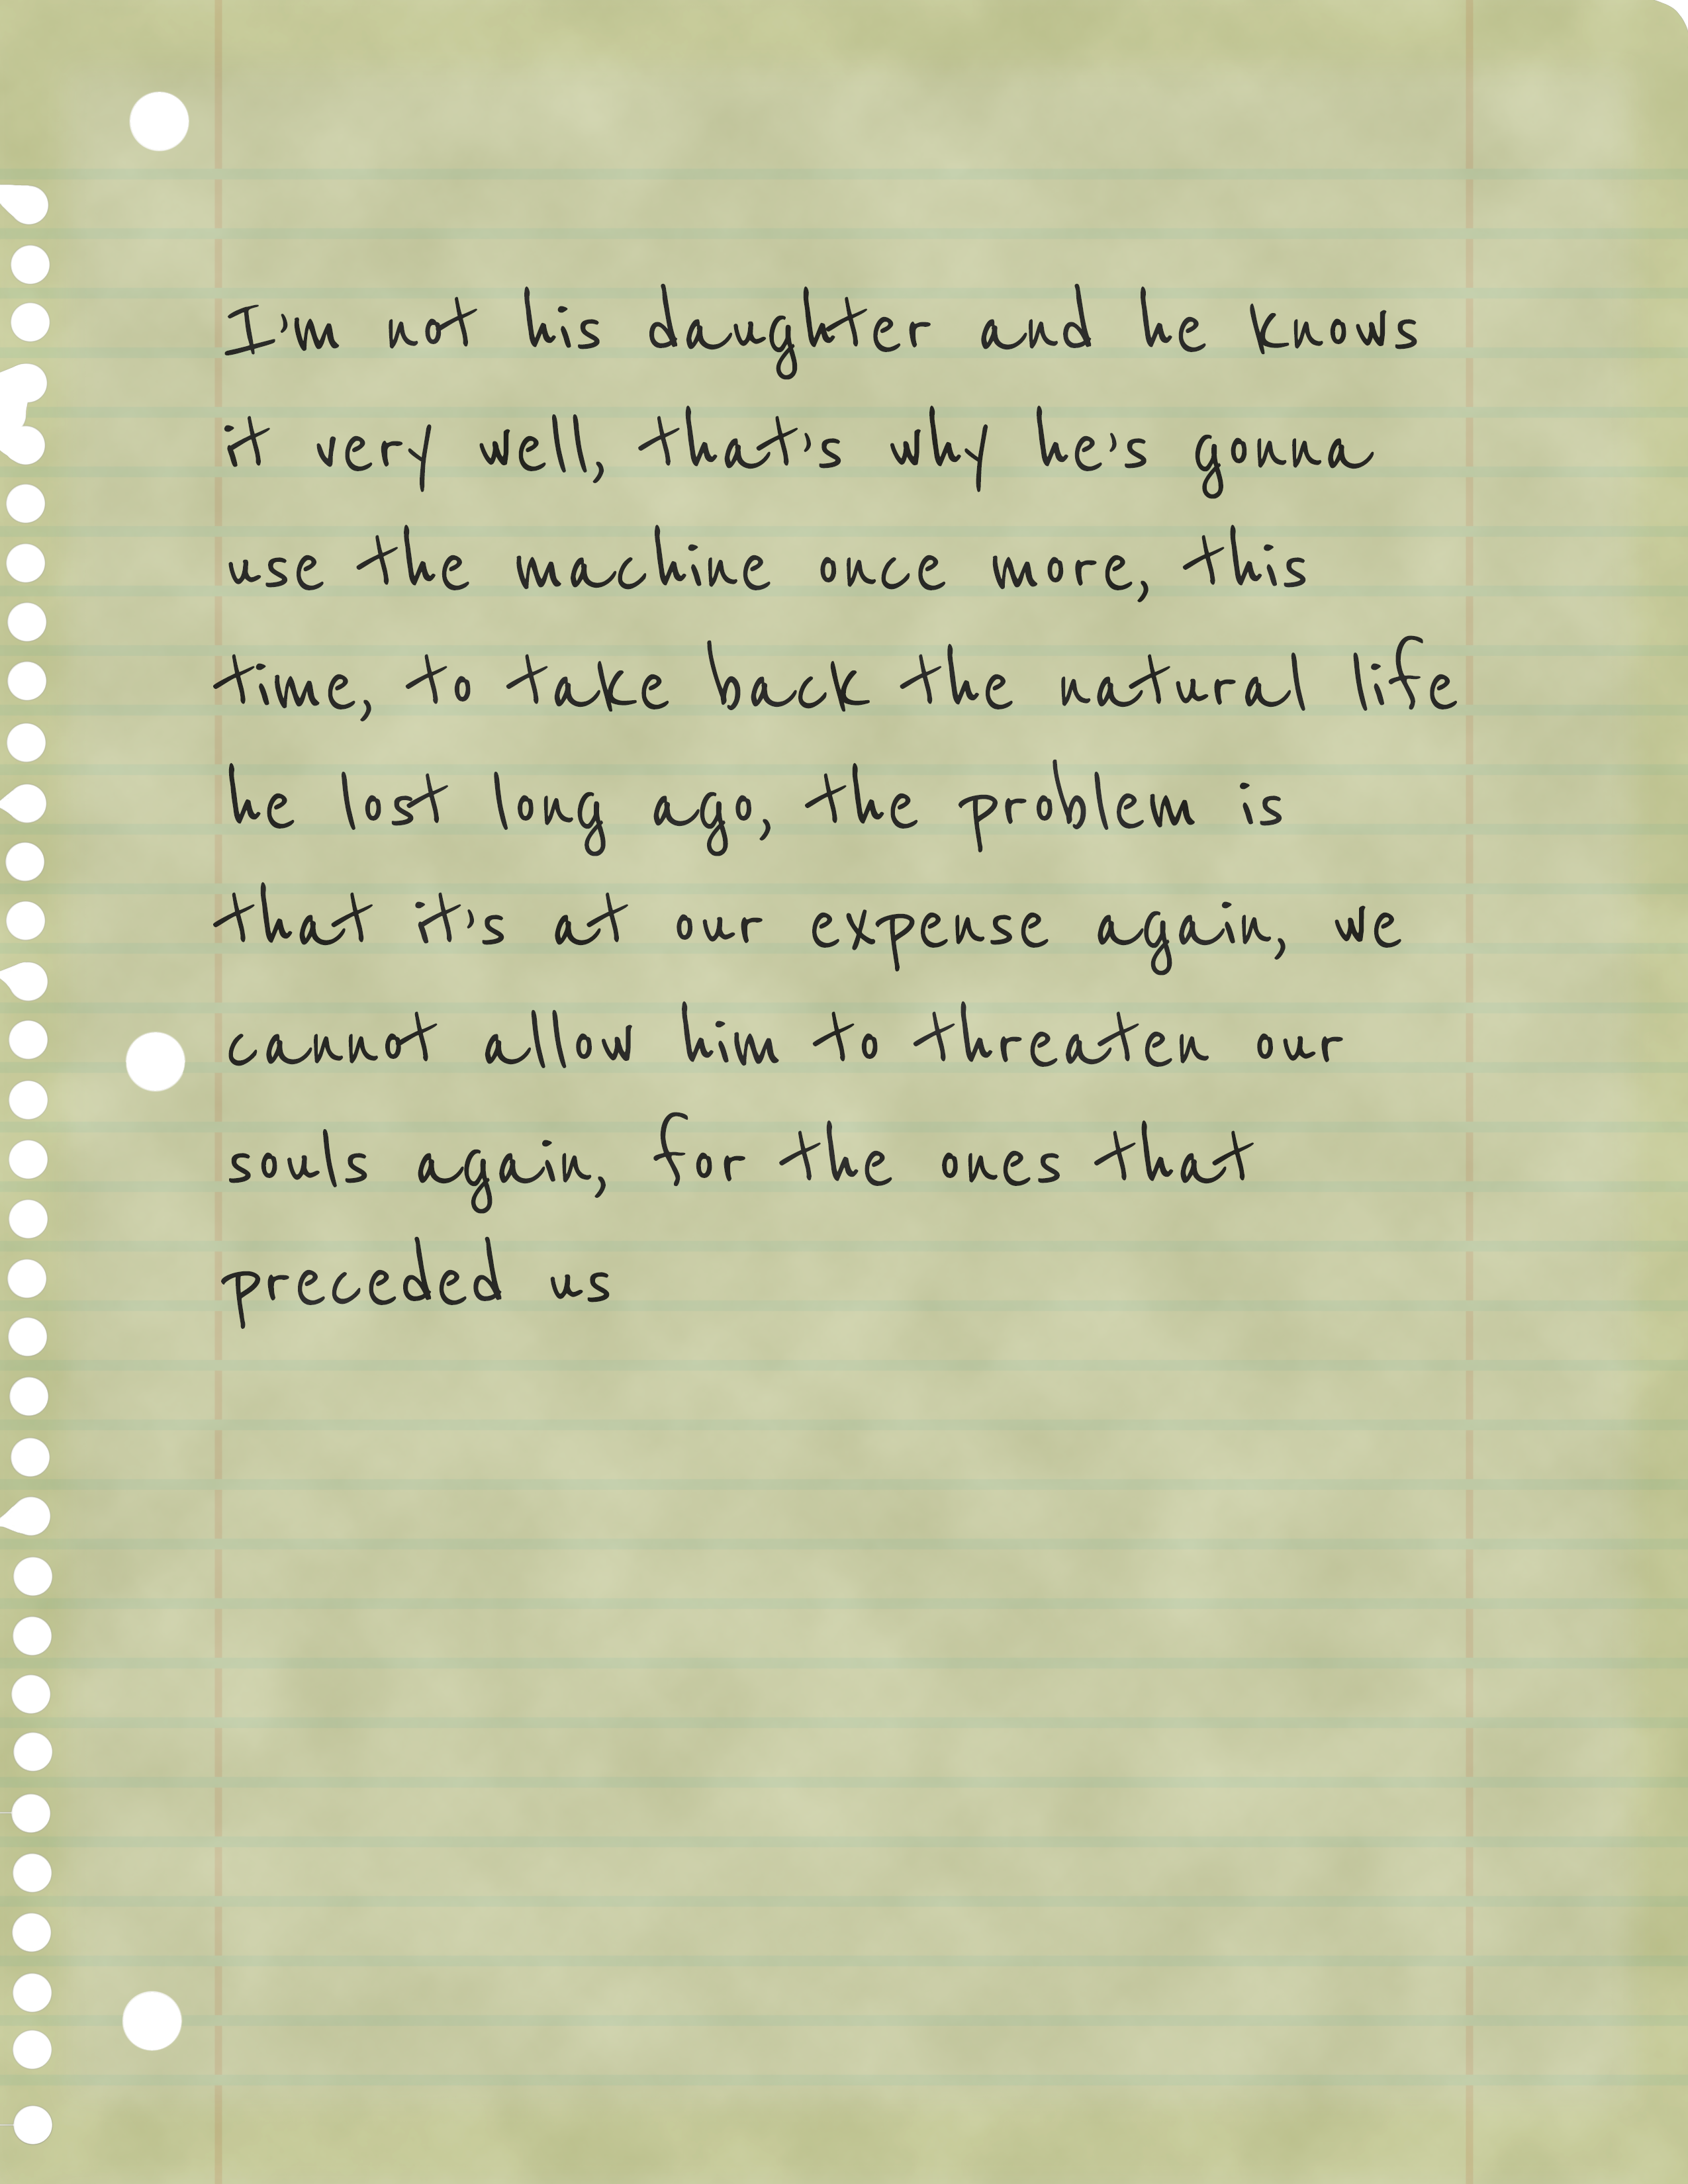 I'm not his daughter and he knows
it very well, that's why he's gonna
use the machine once more, this
time, to take back the natural life
he lost long ago, the problem is
that it's at our expense again, we
cannot allow him to threaten our
souls again, for the ones that
preceded us